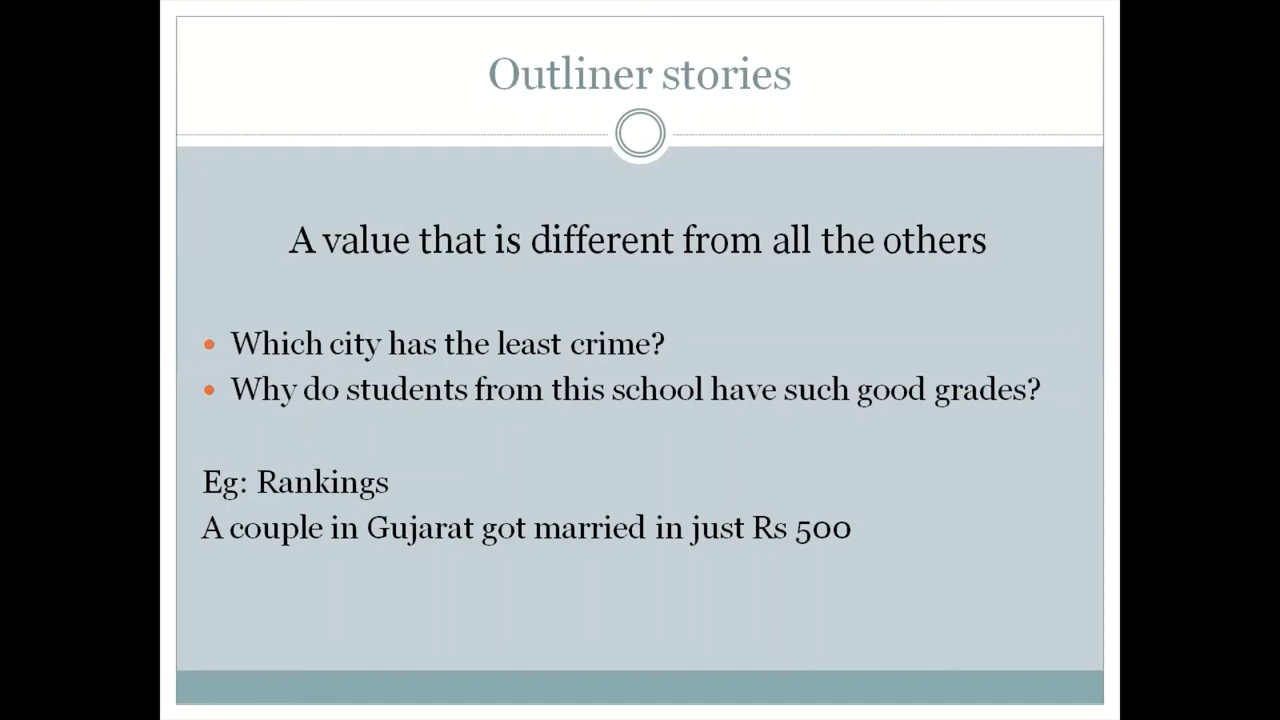 Outliner stories
A value that is different from all the others
• Which city has the least crime?
• Why do students from this school have such good grades?
Eg: Rankings
A couple in Gujarat got married in just Rs 500